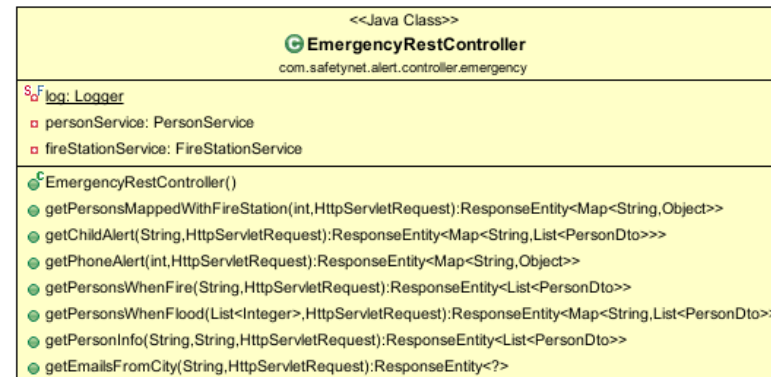 <<Java Class>>
C EmergencyRestController
com.safetynet.alert.controller.emergency
S F log: Logger
personService: PersonService
fireStationService: FireStationService
C EmergencyRestController()
getPersonsMappedWithFireStation(int,HttpServletRequest):ResponseEntity<Map<String,Object>>
getChildAlert(String,HttpServletRequest):ResponseEntity<Map<String,List<PersonDto>>>
getPhoneAlert(int,HttpServletRequest):ResponseEntity<Map<String,Object>>
getPersonsWhenFire(String,HttpServletRequest):ResponseEntity<List<PersonDto>>
getPersonsWhenFlood(List<Integer>,HttpServletRequest):ResponseEntity<Map<String,List<PersonDto>>
getPersonInfo(String,String,HttpServletRequest):ResponseEntity<List<PersonDto>>
getEmailsFromCity(String,HttpServletRequest):ResponseEntity<?>